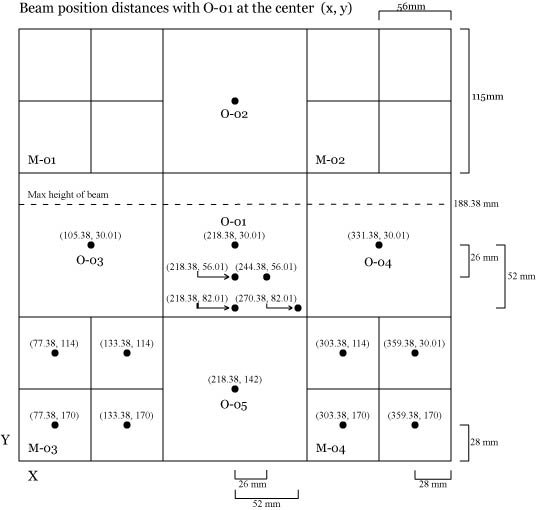 Beam position distances with O-01 at the center (x, y)
56mm
115mm
O-02
M-01
M-02
Max height of beam
188.38 mm
O-01
(105.38, 30.01)
(218.38, 30.01)
(331.38, 30.01)
O-03
O-04
26 mm
52 mm
(218.38, 56.01)
(244.38, 56.01)
(218.38, 82.01)
(270.38, 82.01)
(77.38, 114)
(133.38, 114)
(303.38, 114)
(359.38, 30.01)
(218.38, 142)
O-05
(77.38, 170)
(133.38, 170)
(303.38, 170)
(359.38, 170)
Y
M-03
M-04
28 mm
X
26 mm
28 mm
52 mm